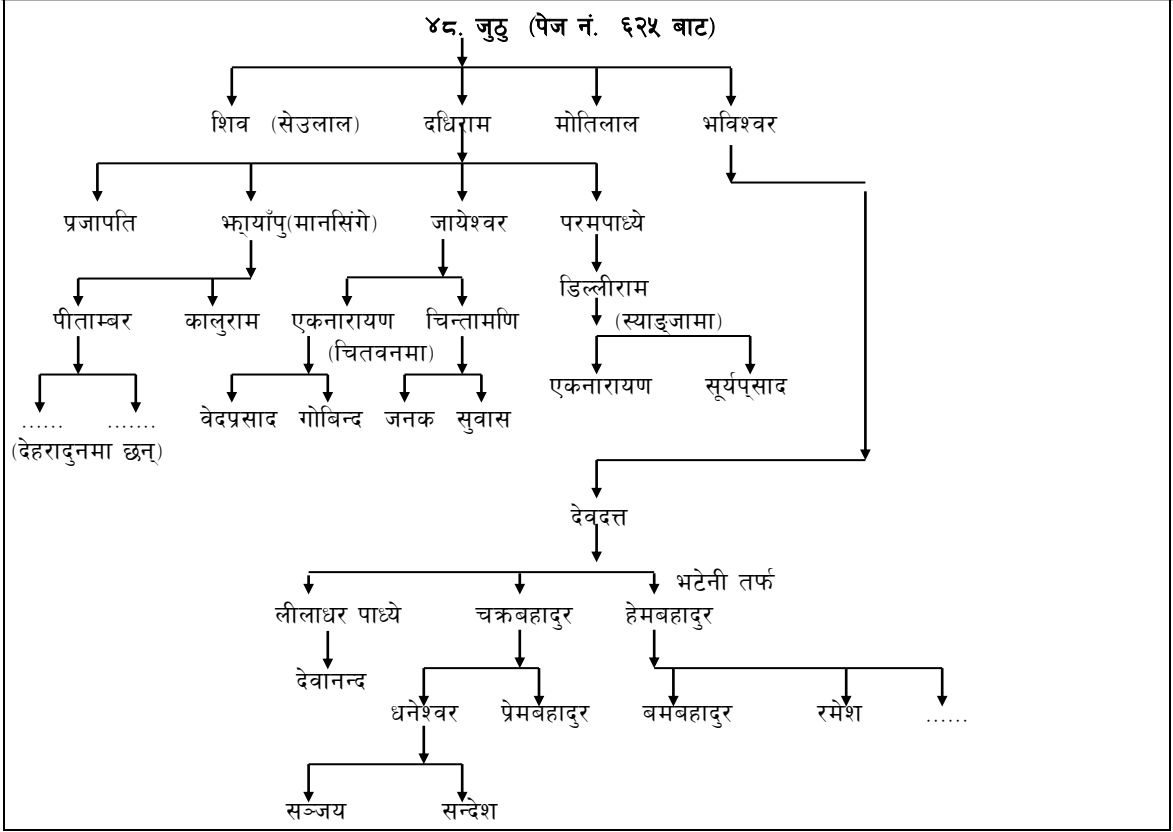 ४८. जुठु (पेज नं. ६२५ बाट)
शिव (सेउलाल) दधिराम मोतिलाल भविश्वर
प्रजापति झ्यायाँपु(मानसिंगे) जायेश्वर परमपाध्ये
डिल्लीराम
पीताम्बर कालुराम एकनारायण चिन्तामणि (स्याङ्जामा)
(चितवनमा)
एकनारायण सूर्यप्रसाद
...... ....... वेदप्रसाद गोबिन्द जनक सुवास
(देहरादुनमा छन्)
देवदत्त
भटेनी तर्फ
लीलाधर पाध्ये चक्रबहादुर हेमबहादुर
देवानन्द
धनेश्वर प्रेमबहादुर बमबहादुर रमेश ......
सञ्जय सन्देश